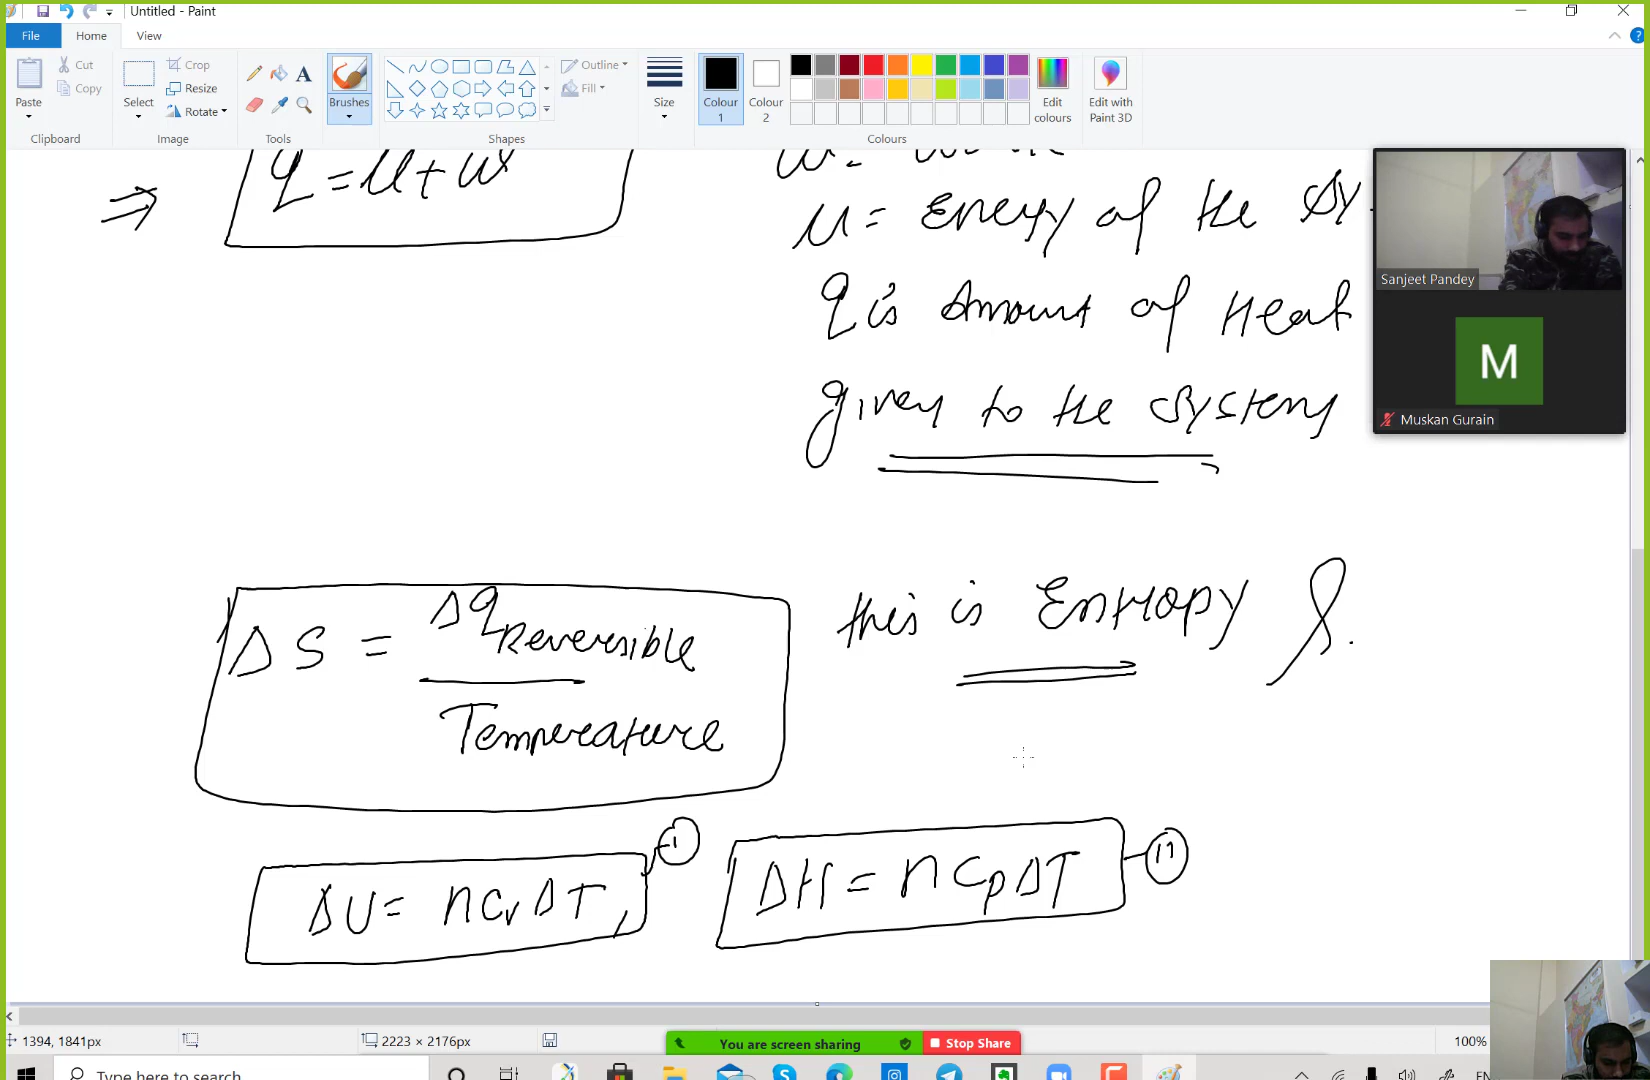 Untitled - Paint
File Home View
Paste
Cut
Copy
Clipboard
Select
Crop
Resize
Rotate
Image
Tools
Brushes
Outline
Fill
Shapes
Size
Colour 1
Colour 2
Edit colours
Edit with Paint 3D
Colours
⇒ q = u + w
u = Energy of the Sy
q is Amount of Heat
given to the System
Sanjeet Pandey
M
Muskan Gurain
ΔS = Δq Reversible
Temperature
this is Entropy S.
ΔU = nCvΔT, (I)
ΔH = nCpΔT (II)
1394, 1841px
2223 × 2176px
You are screen sharing
Stop Share
100%
Type here to search